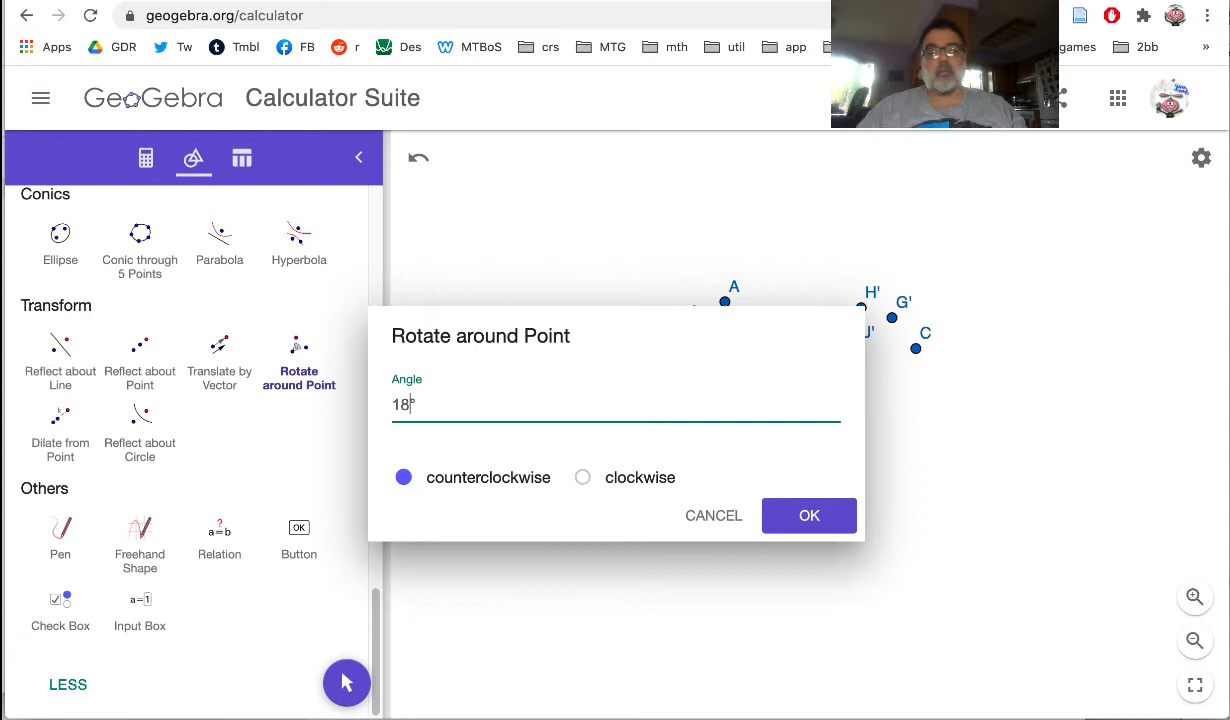 geogebra.org/calculator
Apps GDR Tw Tmbl FB r Des MTBoS crs MTG mth util app games 2bb »
GeoGebra Calculator Suite
Conics
Ellipse Conic through 5 Points Parabola Hyperbola
Transform
Reflect about Line Reflect about Point Translate by Vector Rotate around Point
Dilate from Point Reflect about Circle
Others
Pen Freehand Shape Relation Button
Check Box Input Box
LESS
A
H'
G'
J'
C
Rotate around Point
Angle
18°
counterclockwise clockwise
CANCEL OK
?
a=b
OK
a=1